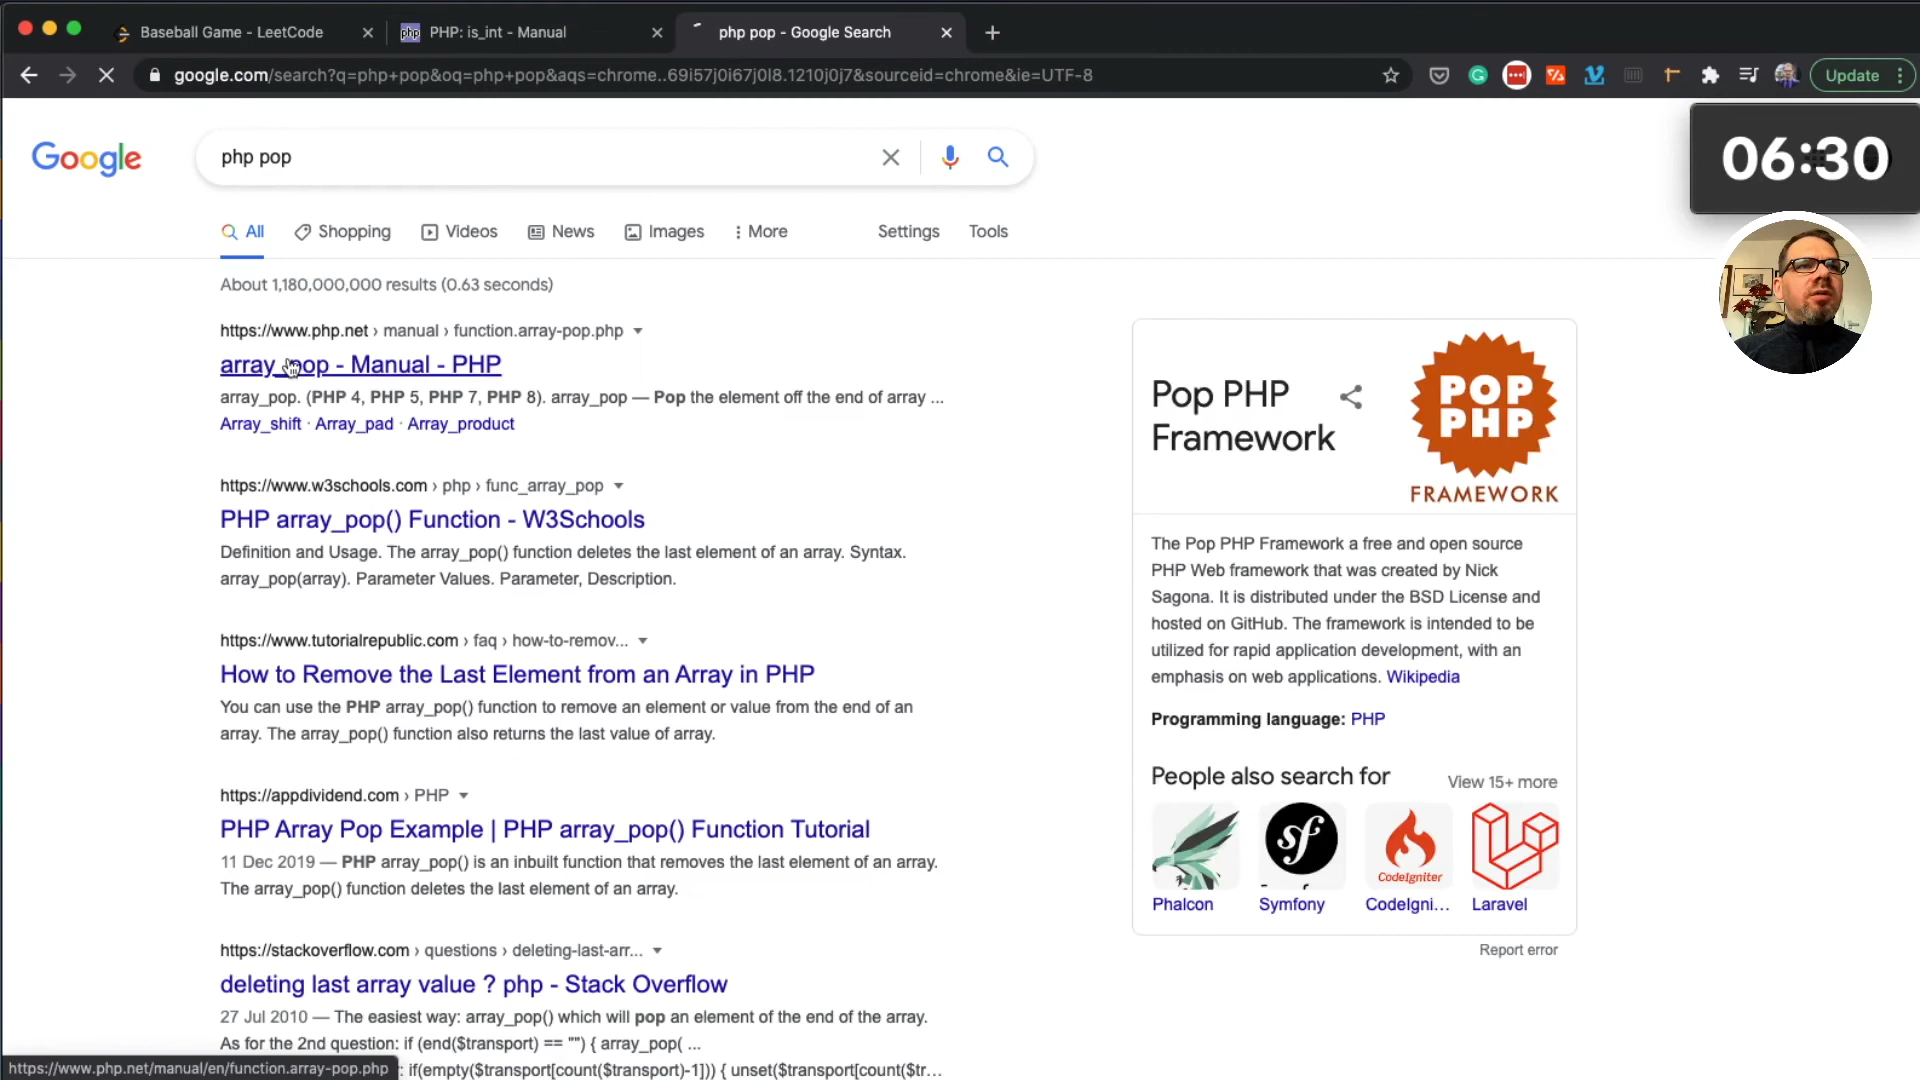 Baseball Game - LeetCode
php
PHP: is_int - Manual
php pop - Google Search
google.com/search?q=php+pop&oq=php+pop&aqs=chrome..69i57j0i67j0l8.1210j0j7&sourceid=chrome&ie=UTF-8
Update
Google
php pop
06:30
All
Shopping
Videos
News
Images
More
Settings
Tools
About 1,180,000,000 results (0.63 seconds)
https://www.php.net › manual › function.array-pop.php
array_pop - Manual - PHP
array_pop. (PHP 4, PHP 5, PHP 7, PHP 8). array_pop — Pop the element off the end of array ...
Array_shift · Array_pad · Array_product
https://www.w3schools.com › php › func_array_pop
PHP array_pop() Function - W3Schools
Definition and Usage. The array_pop() function deletes the last element of an array. Syntax.
array_pop(array). Parameter Values. Parameter, Description.
https://www.tutorialrepublic.com › faq › how-to-remov...
How to Remove the Last Element from an Array in PHP
You can use the PHP array_pop() function to remove an element or value from the end of an
array. The array_pop() function also returns the last value of array.
https://appdividend.com › PHP
PHP Array Pop Example | PHP array_pop() Function Tutorial
11 Dec 2019 — PHP array_pop() is an inbuilt function that removes the last element of an array.
The array_pop() function deletes the last element of an array.
https://stackoverflow.com › questions › deleting-last-arr...
deleting last array value ? php - Stack Overflow
27 Jul 2010 — The easiest way: array_pop() which will pop an element of the end of the array.
As for the 2nd question: if (end($transport) == "") { array_pop( ...
: if(empty($transport[count($transport)-1])) { unset($transport[count($tr...
https://www.php.net/manual/en/function.array-pop.php
Pop PHP
Framework
POP
PHP
FRAMEWORK
The Pop PHP Framework a free and open source
PHP Web framework that was created by Nick
Sagona. It is distributed under the BSD License and
hosted on GitHub. The framework is intended to be
utilized for rapid application development, with an
emphasis on web applications. Wikipedia
Programming language: PHP
People also search for
View 15+ more
sf
CodeIgniter
Phalcon
Symfony
CodeIgni...
Laravel
Report error